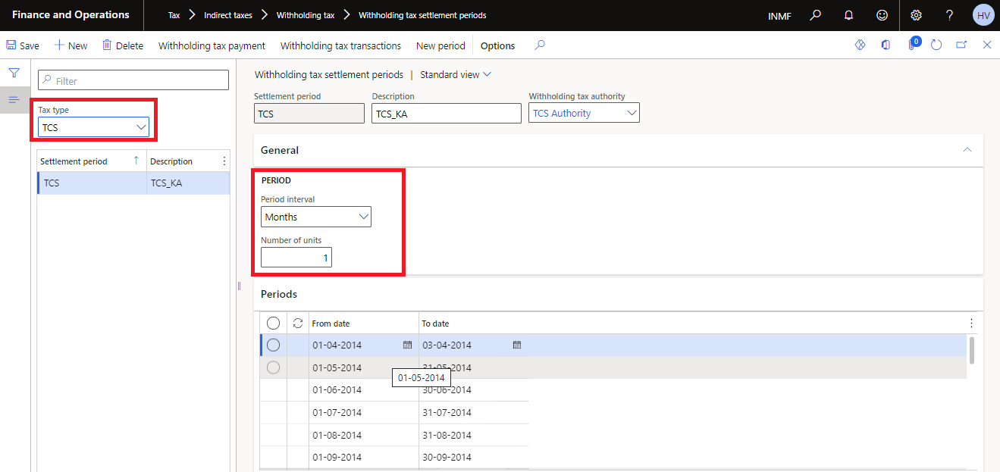 Finance and Operations
Tax > Indirect taxes > Withholding tax > Withholding tax settlement periods
INMF
HV
Save New Delete Withholding tax payment Withholding tax transactions New period Options
0
Filter
Tax type
TCS
Settlement period ↑ Description
TCS TCS_KA
Withholding tax settlement periods | Standard view
Settlement period Description Withholding tax authority
TCS TCS_KA TCS Authority
General
PERIOD
Period interval
Months
Number of units
1
Periods
From date To date
01-04-2014 03-04-2014
01-05-2014 31-05-2014
01-05-2014
01-06-2014 30-06-2014
01-07-2014 31-07-2014
01-08-2014 31-08-2014
01-09-2014 30-09-2014